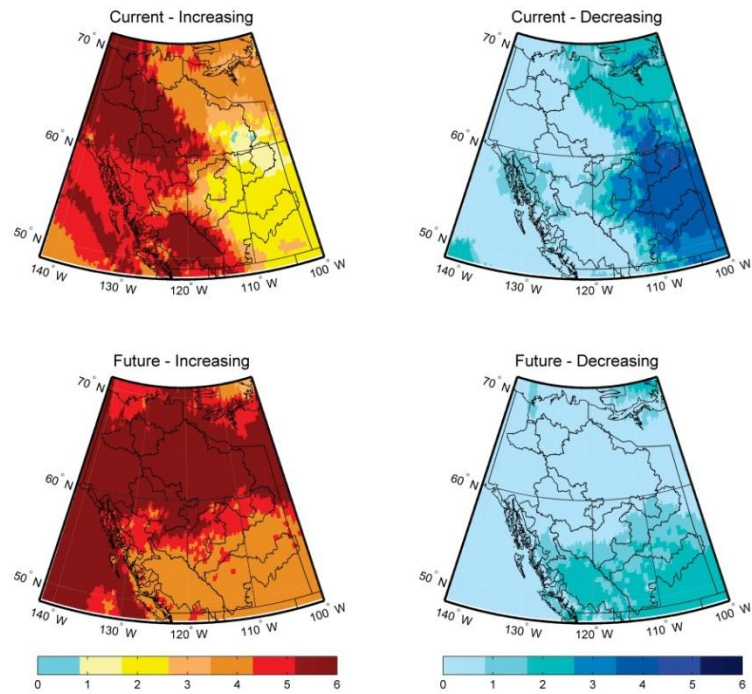 Current - Increasing
70° N
60° N
50° N
140° W
130° W
120° W
110° W
100° W
Current - Decreasing
70° N
60° N
50° N
140° W
130° W
120° W
110° W
100° W
Future - Increasing
70° N
60° N
50° N
140° W
130° W
120° W
110° W
100° W
Future - Decreasing
70° N
60° N
50° N
140° W
130° W
120° W
110° W
100° W
0 1 2 3 4 5 6
0 1 2 3 4 5 6